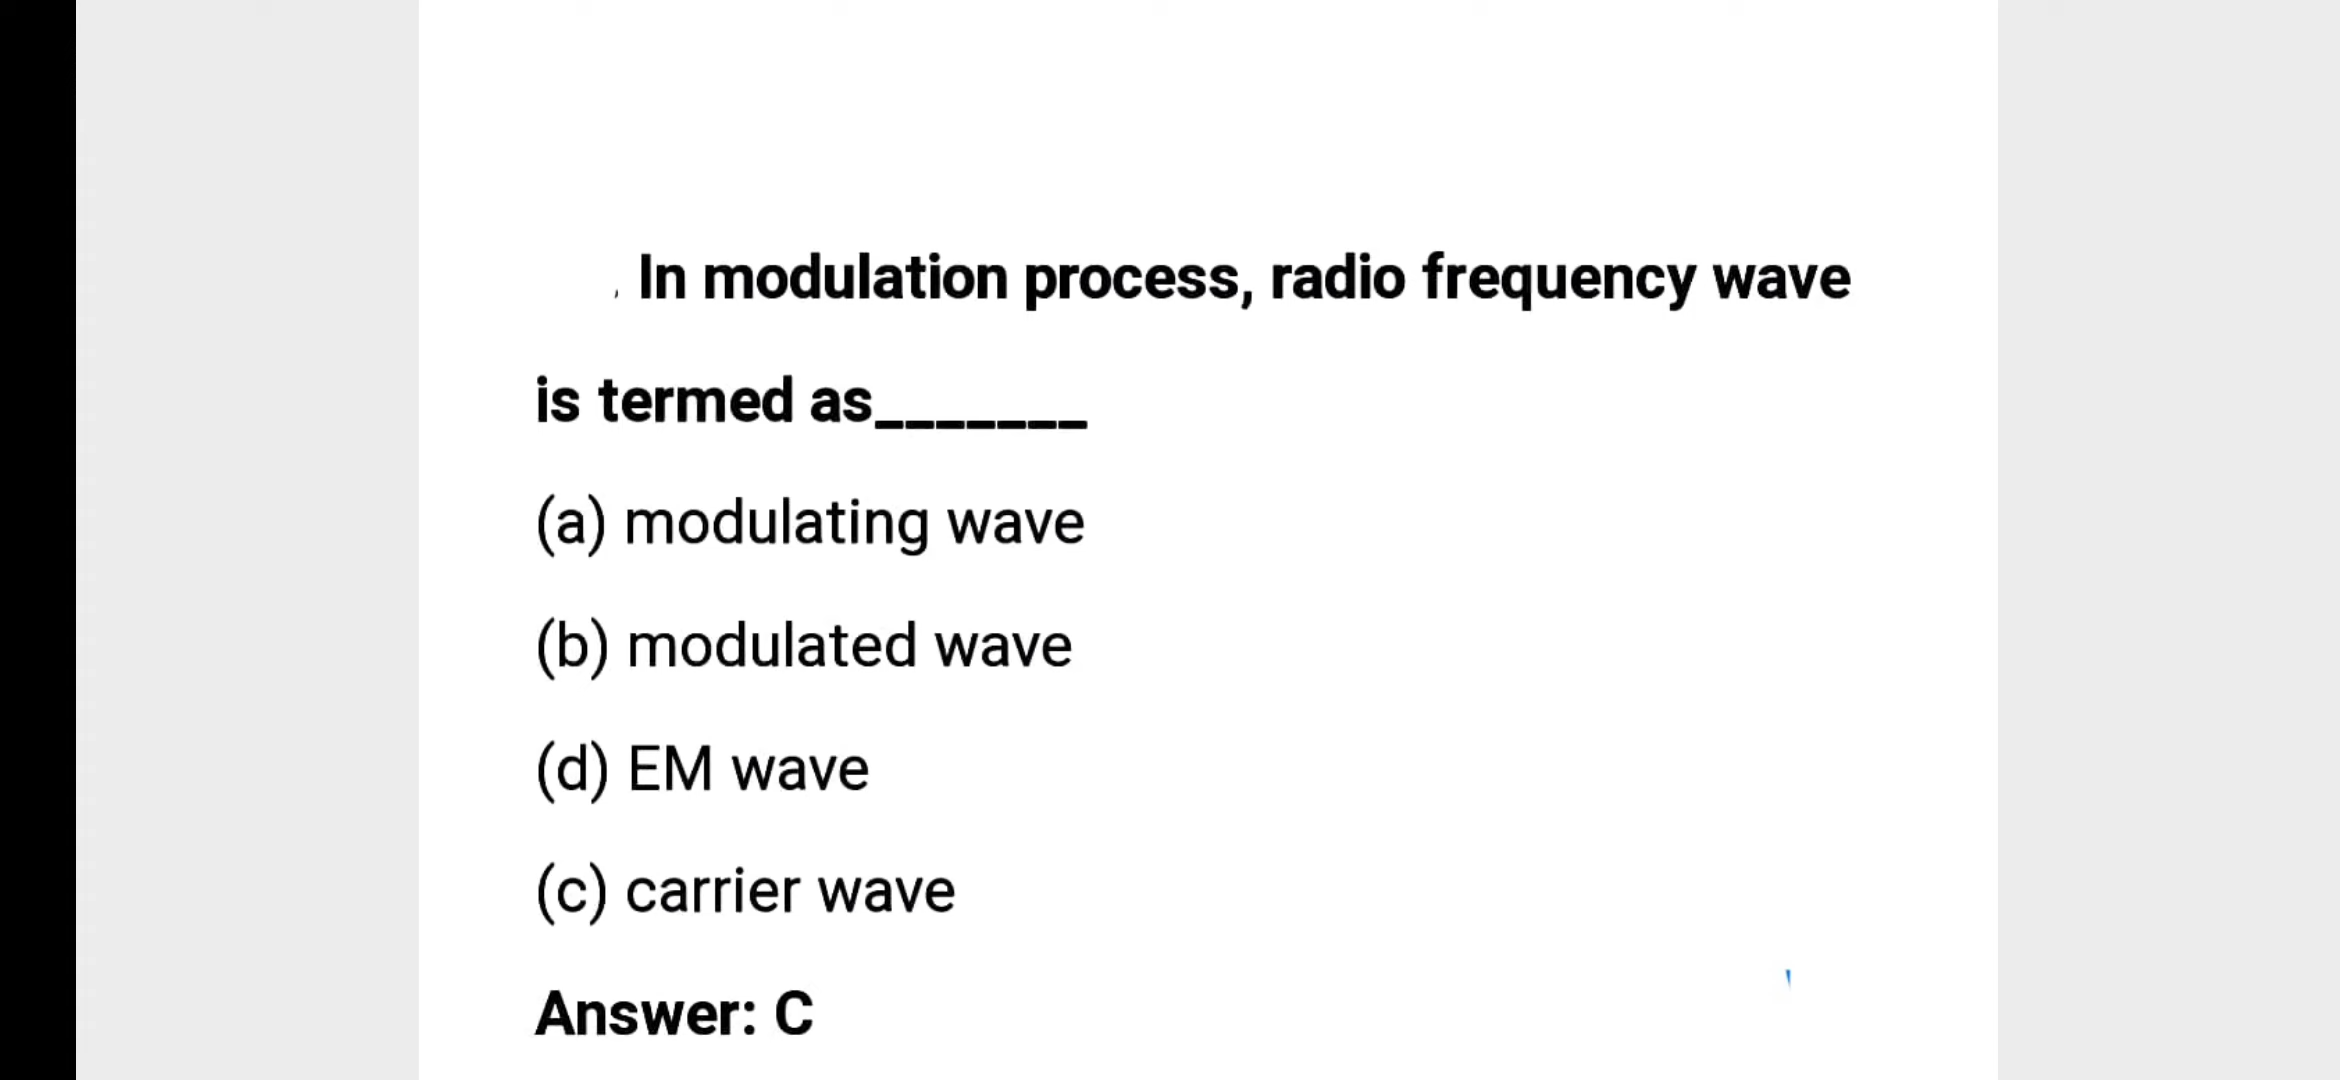 . In modulation process, radio frequency wave
is termed as_______
(a) modulating wave
(b) modulated wave
(d) EM wave
(c) carrier wave
Answer: C